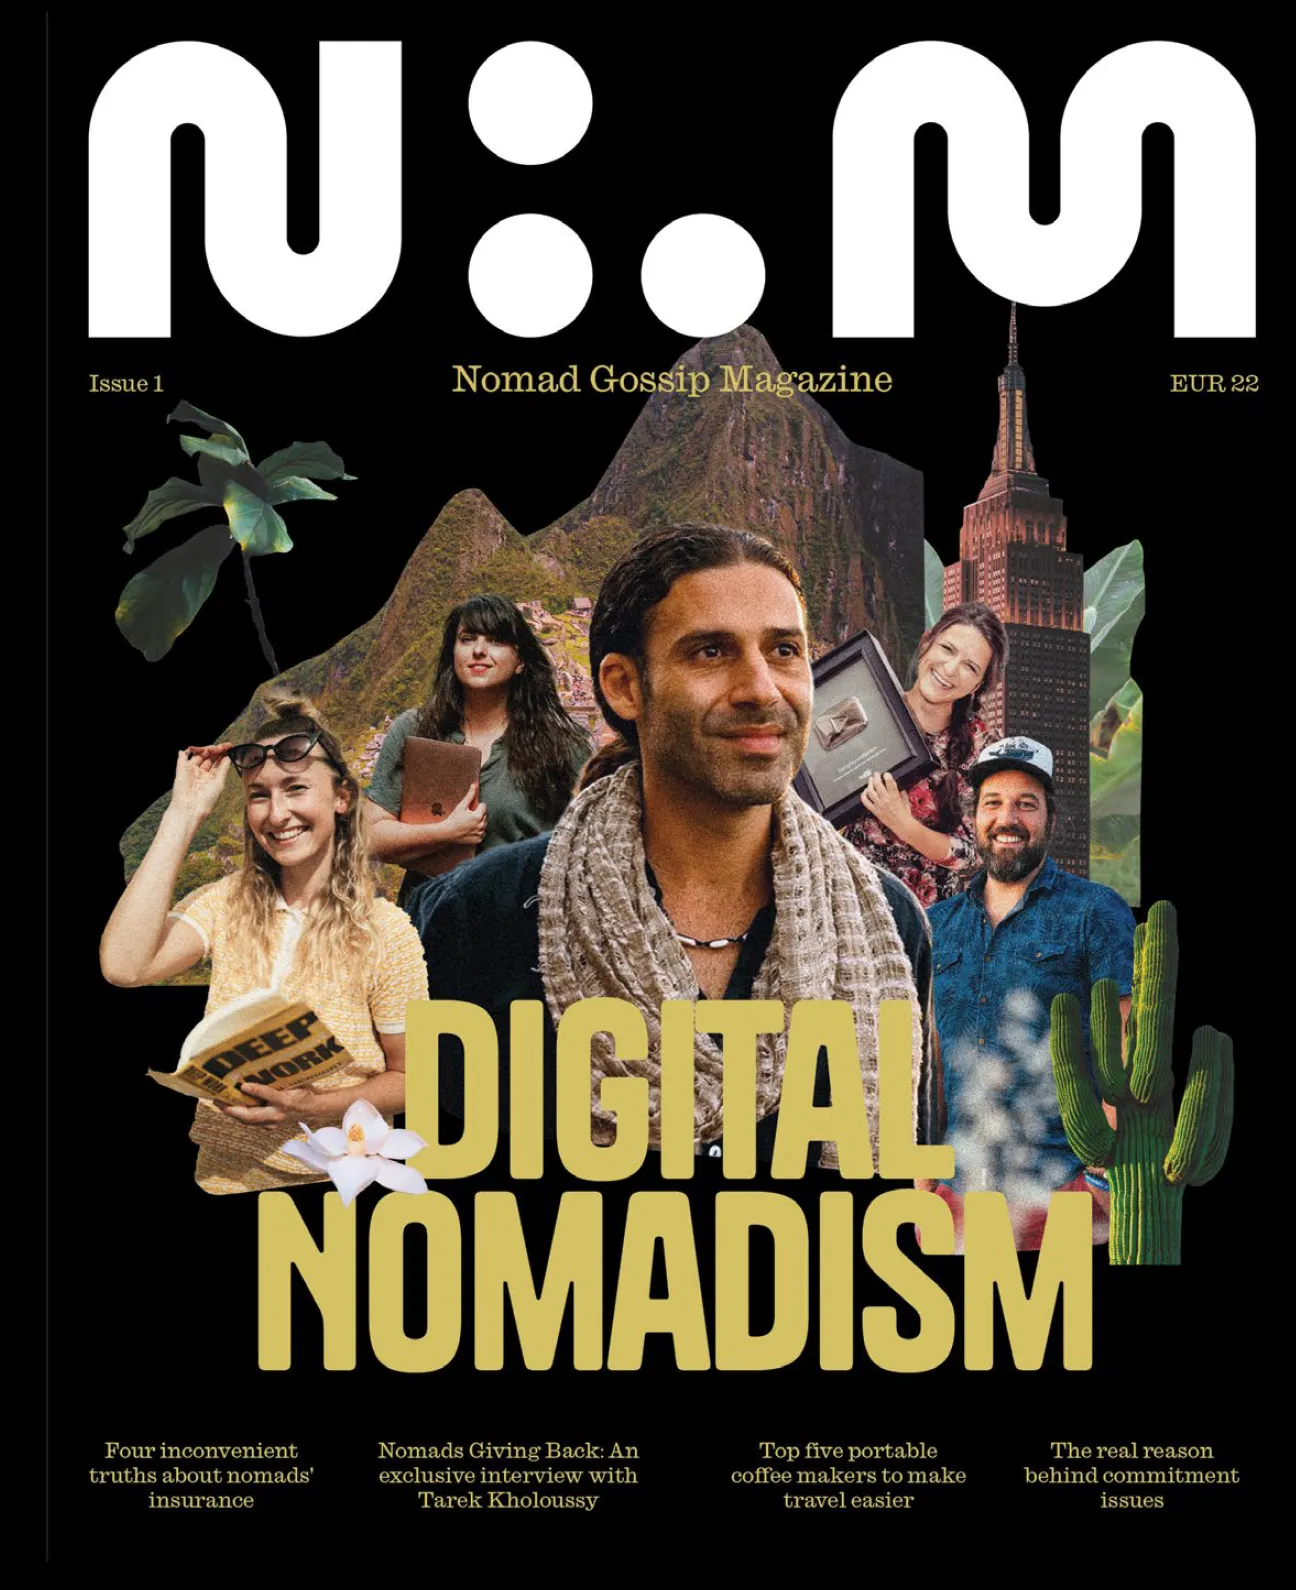 N:.M
Issue 1
Nomad Gossip Magazine
EUR 22
DEEP
WORK
DIGITAL
NOMADISM
Four inconvenient
truths about nomads'
insurance
Nomads Giving Back: An
exclusive interview with
Tarek Kholoussy
Top five portable
coffee makers to make
travel easier
The real reason
behind commitment
issues